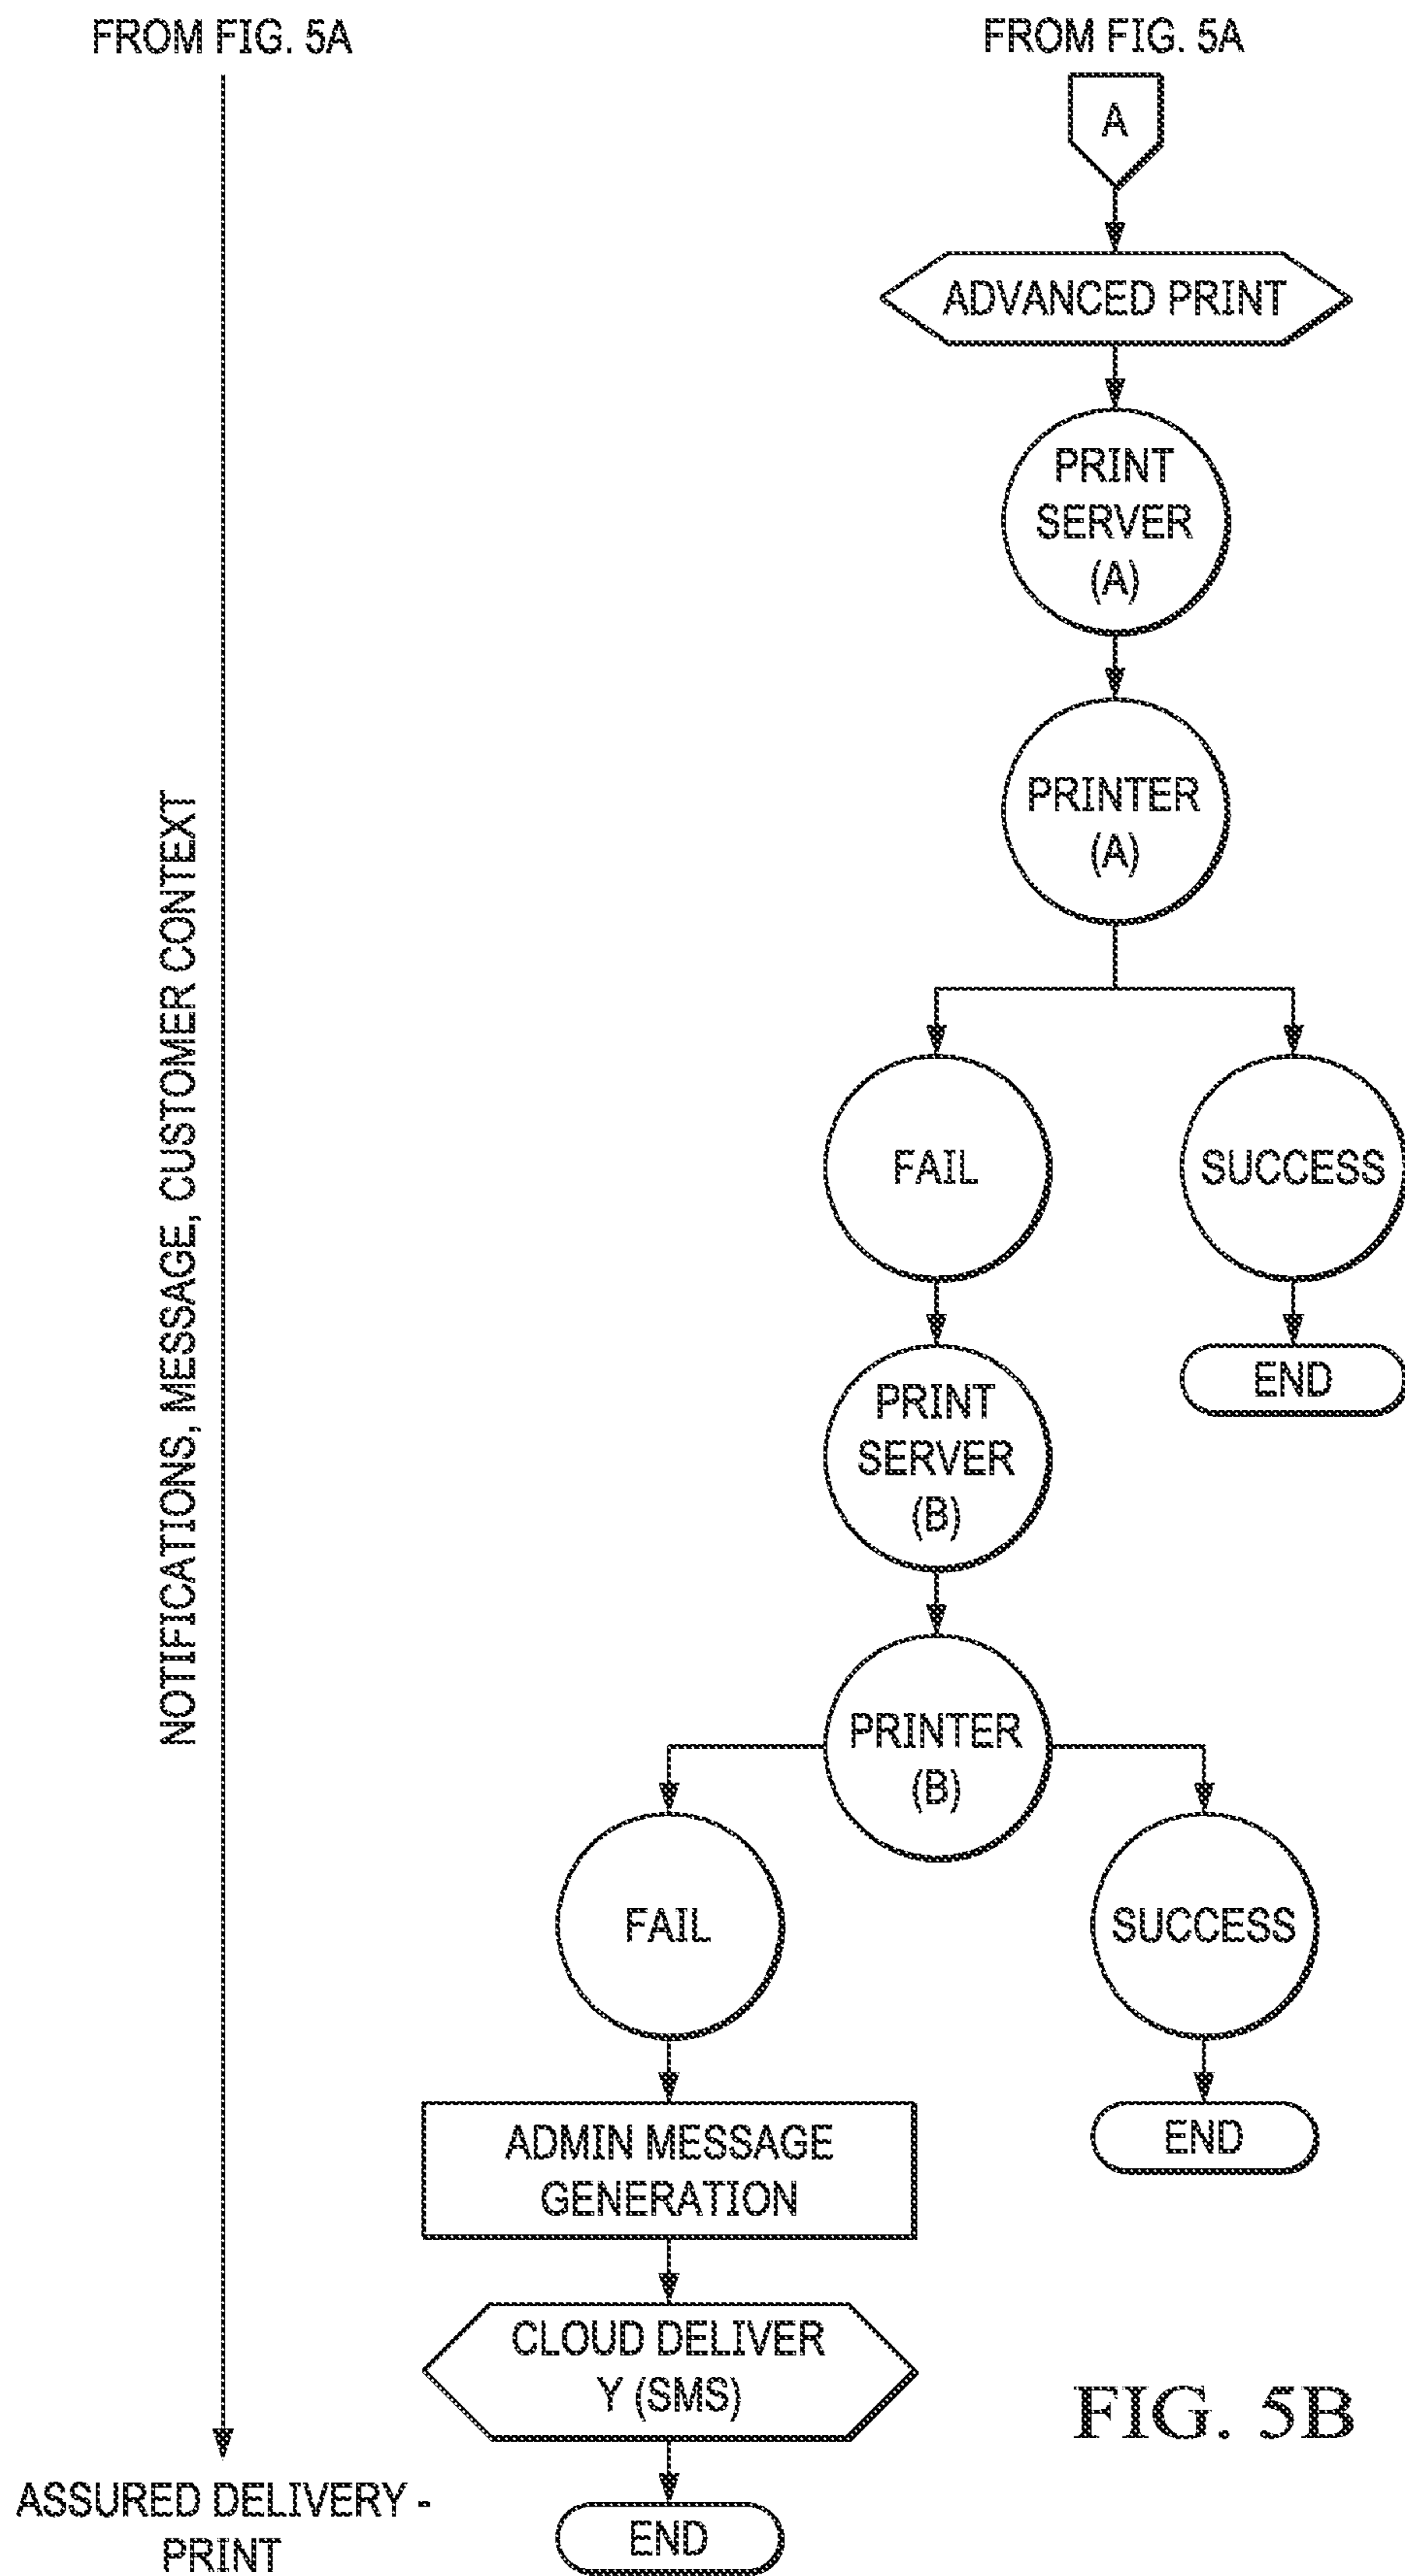 FROM FIG. 5A
FROM FIG. 5A
A
ADVANCED PRINT
PRINT
SERVER
(A)
PRINTER
(A)
NOTIFICATIONS, MESSAGE, CUSTOMER CONTEXT
FAIL
SUCCESS
END
PRINT
SERVER
(B)
PRINTER
(B)
FAIL
SUCCESS
END
ADMIN MESSAGE
GENERATION
CLOUD DELIVER
Y (SMS)
END
ASSURED DELIVERY -
PRINT
FIG. 5B